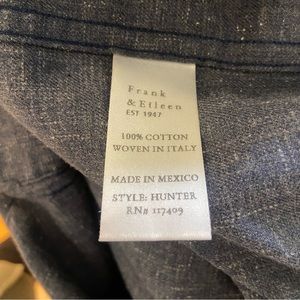 Frank
& Eileen
EST 1947
100% COTTON
WOVEN IN ITALY
MADE IN MEXICO
STYLE: HUNTER
RN# 117409